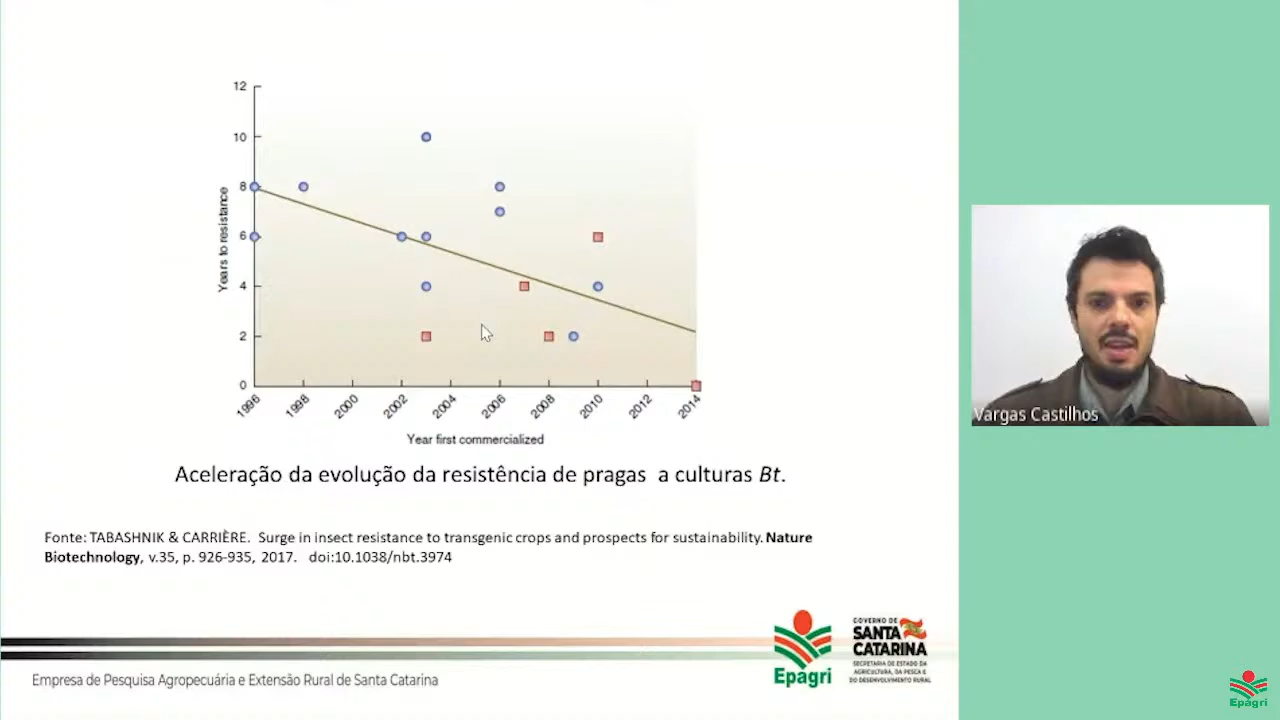 12
10
8
6
4
2
0
Years to resistance
1996
1998
2000
2002
2004
2006
2008
2010
2012
2014
Year first commercialized
Aceleração da evolução da resistência de pragas a culturas Bt.
Fonte: TABASHNIK & CARRIÈRE. Surge in insect resistance to transgenic crops and prospects for sustainability. Nature
Biotechnology, v.35, p. 926-935, 2017. doi:10.1038/nbt.3974
Vargas Castilhos
Epagri
GOVERNO DE
SANTA
CATARINA
SECRETARIA DE ESTADO DA
AGRICULTURA, DA PESCA E
DO DESENVOLVIMENTO RURAL
Empresa de Pesquisa Agropecuária e Extensão Rural de Santa Catarina
Epagri